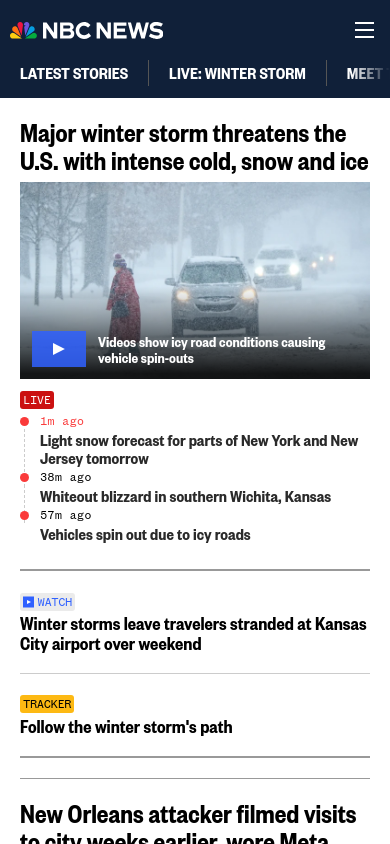 NBC NEWS
LATEST STORIES
LIVE: WINTER STORM
MEET
Major winter storm threatens the
U.S. with intense cold, snow and ice
Videos show icy road conditions causing
vehicle spin-outs
LIVE
1m ago
Light snow forecast for parts of New York and New
Jersey tomorrow
38m ago
Whiteout blizzard in southern Wichita, Kansas
57m ago
Vehicles spin out due to icy roads
WATCH
Winter storms leave travelers stranded at Kansas
City airport over weekend
TRACKER
Follow the winter storm's path
New Orleans attacker filmed visits
to city weeks earlier, wore Meta